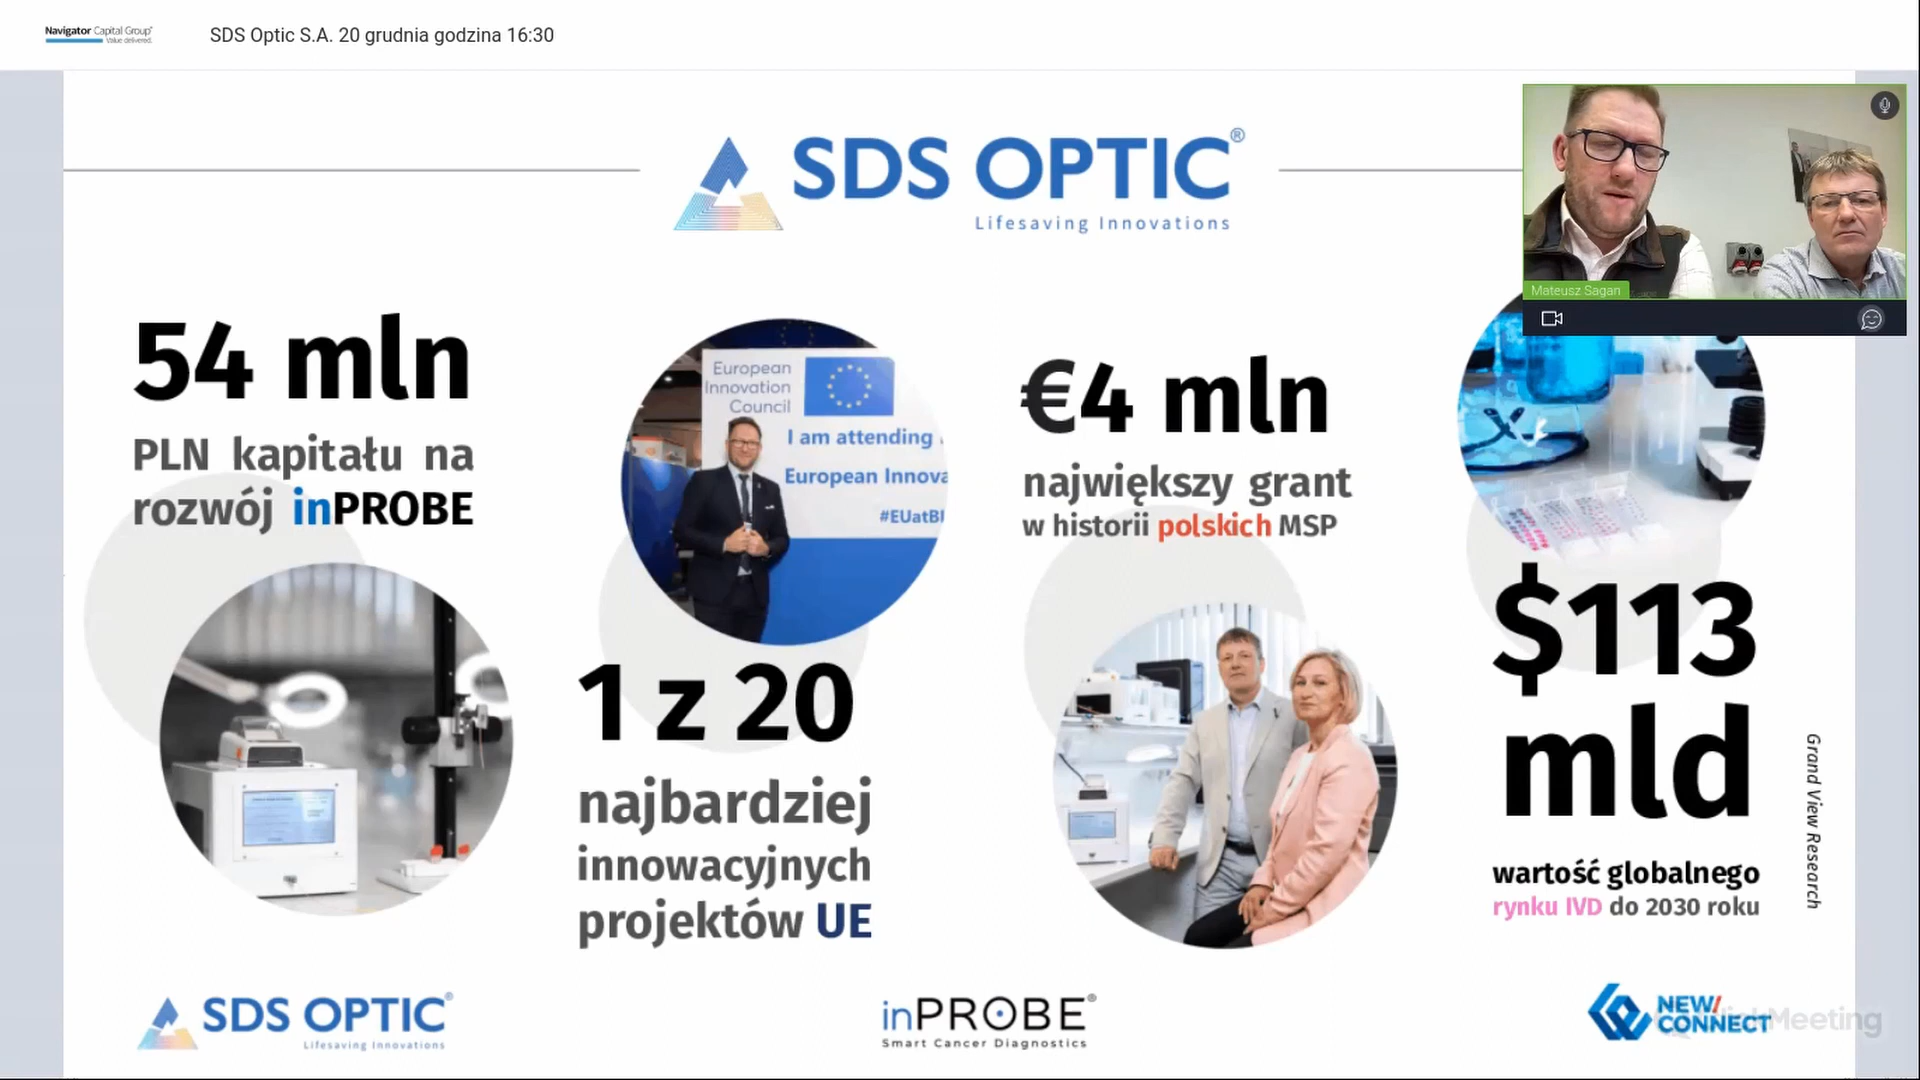 Navigator Capital Group
Value delivered.
SDS Optic S.A. 20 grudnia godzina 16:30
SDS OPTIC®
Lifesaving Innovations
Mateusz Sagan
54 mln
PLN kapitału na
rozwój inPROBE
European
Innovation
Council
I am attending
European Innova
#EUatBI
1 z 20
najbardziej
innowacyjnych
projektów UE
€4 mln
największy grant
w historii polskich MSP
$113
mld
wartość globalnego
rynku IVD do 2030 roku
Grand View Research
SDS OPTIC®
Lifesaving Innovations
inPROBE®
Smart Cancer Diagnostics
NEW/
CONNECT
Meeting